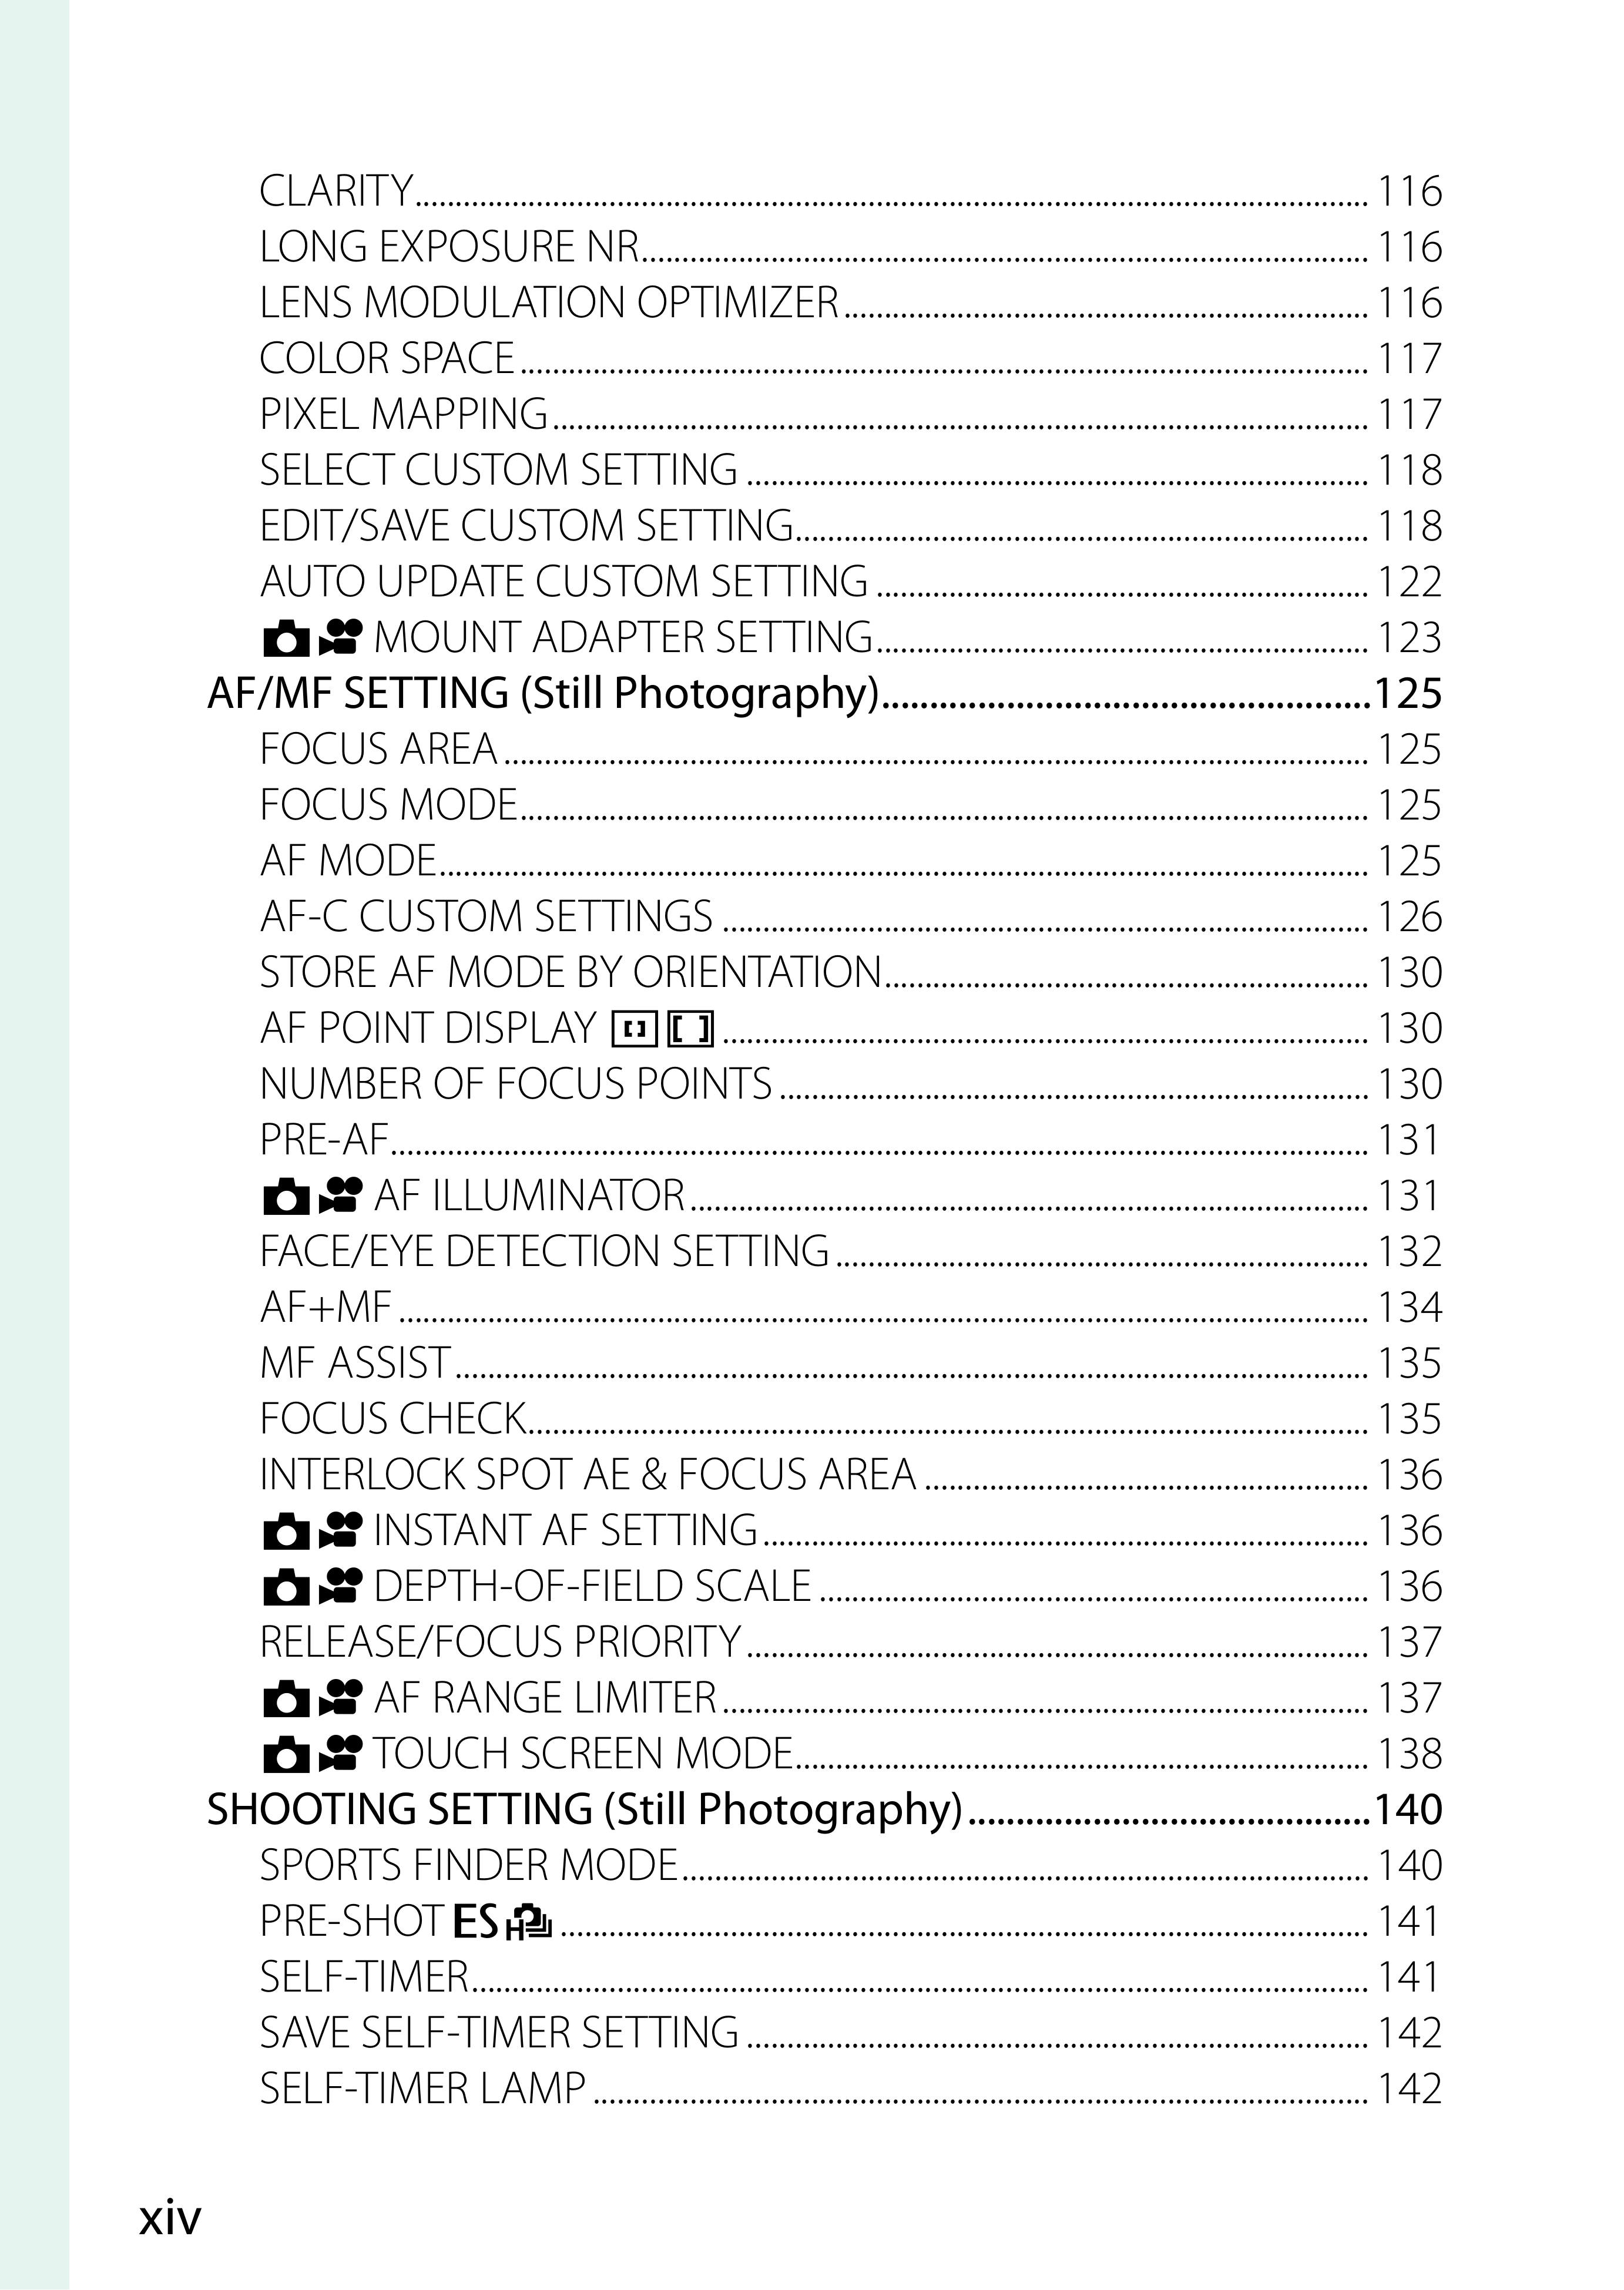 CLARITY.......... 116
LONG EXPOSURE NR.......... 116
LENS MODULATION OPTIMIZER.......... 116
COLOR SPACE.......... 117
PIXEL MAPPING.......... 117
SELECT CUSTOM SETTING.......... 118
EDIT/SAVE CUSTOM SETTING.......... 118
AUTO UPDATE CUSTOM SETTING.......... 122
MOUNT ADAPTER SETTING.......... 123
AF/MF SETTING (Still Photography)..........125
FOCUS AREA.......... 125
FOCUS MODE.......... 125
AF MODE.......... 125
AF-C CUSTOM SETTINGS.......... 126
STORE AF MODE BY ORIENTATION.......... 130
AF POINT DISPLAY.......... 130
NUMBER OF FOCUS POINTS.......... 130
PRE-AF.......... 131
AF ILLUMINATOR.......... 131
FACE/EYE DETECTION SETTING.......... 132
AF+MF.......... 134
MF ASSIST.......... 135
FOCUS CHECK.......... 135
INTERLOCK SPOT AE & FOCUS AREA.......... 136
INSTANT AF SETTING.......... 136
DEPTH-OF-FIELD SCALE.......... 136
RELEASE/FOCUS PRIORITY.......... 137
AF RANGE LIMITER.......... 137
TOUCH SCREEN MODE.......... 138
SHOOTING SETTING (Still Photography)..........140
SPORTS FINDER MODE.......... 140
PRE-SHOT ES H.......... 141
SELF-TIMER.......... 141
SAVE SELF-TIMER SETTING.......... 142
SELF-TIMER LAMP.......... 142
xiv